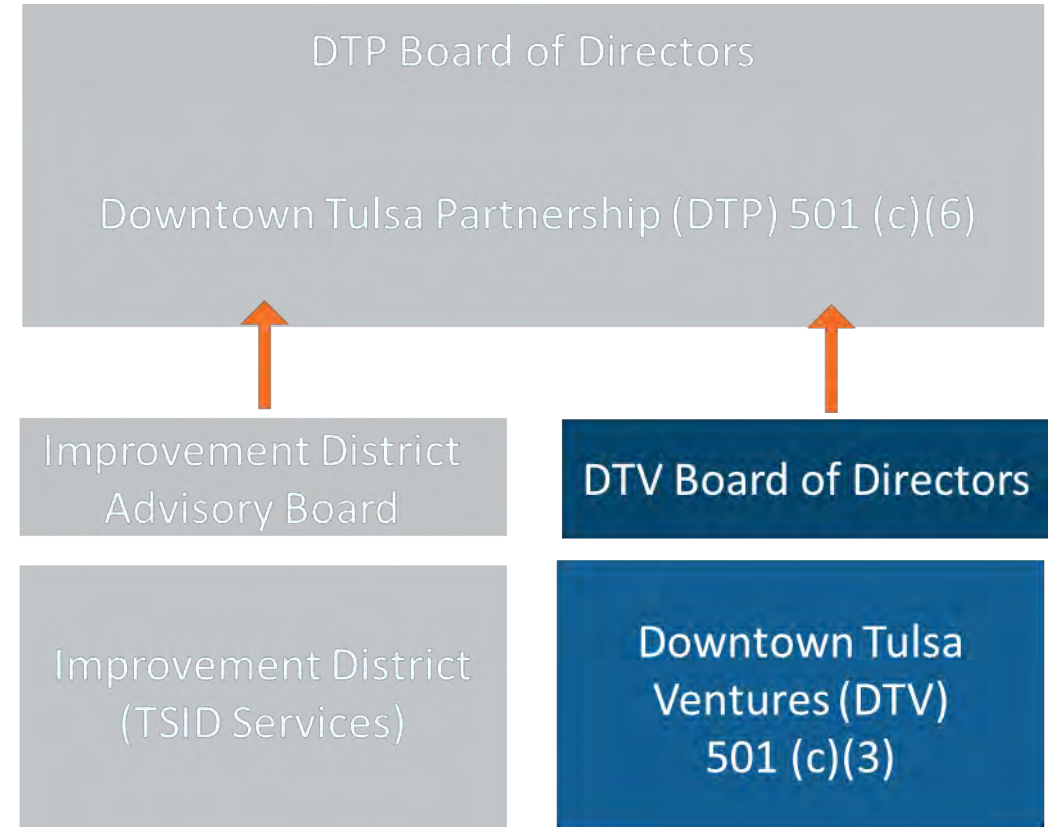 DTP Board of Directors
Downtown Tulsa Partnership (DTP) 501 (c)(6)
Improvement District
Advisory Board
DTV Board of Directors
Improvement District
(TSID Services)
Downtown Tulsa
Ventures (DTV)
501 (c)(3)